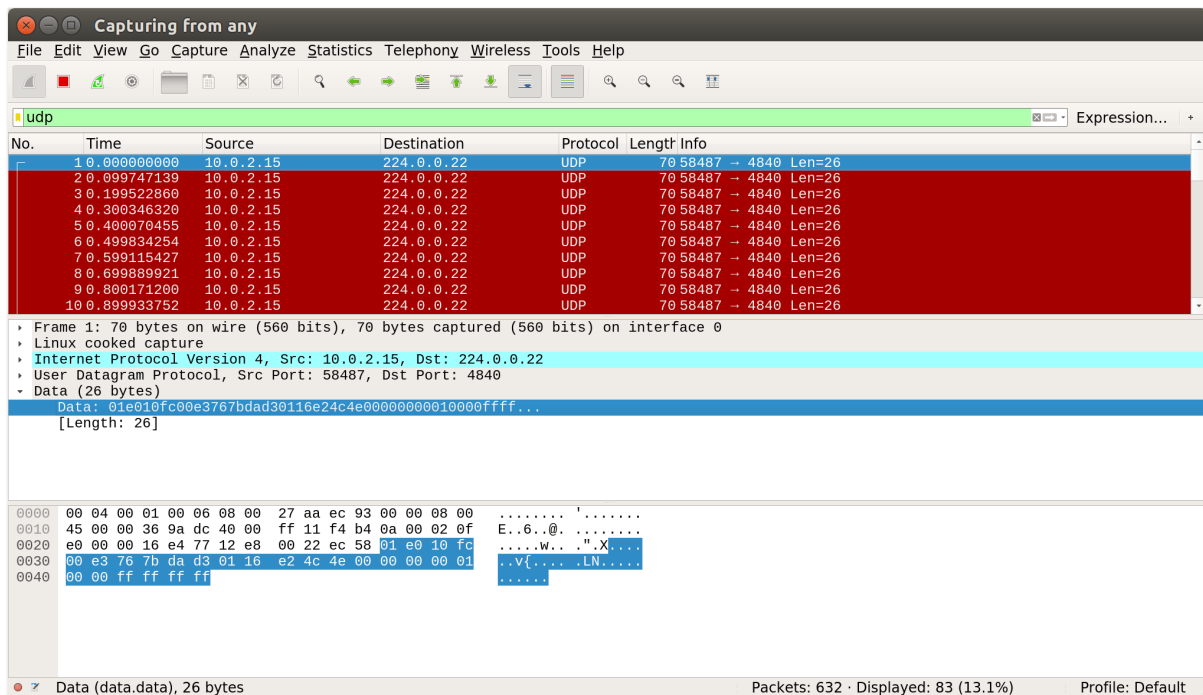 Capturing from any
File Edit View Go Capture Analyze Statistics Telephony Wireless Tools Help
udp Expression... +
No. Time Source Destination Protocol Length Info
1 0.000000000 10.0.2.15 224.0.0.22 UDP 70 58487 → 4840 Len=26
2 0.099747139 10.0.2.15 224.0.0.22 UDP 70 58487 → 4840 Len=26
3 0.199522860 10.0.2.15 224.0.0.22 UDP 70 58487 → 4840 Len=26
4 0.300346320 10.0.2.15 224.0.0.22 UDP 70 58487 → 4840 Len=26
5 0.400070455 10.0.2.15 224.0.0.22 UDP 70 58487 → 4840 Len=26
6 0.499834254 10.0.2.15 224.0.0.22 UDP 70 58487 → 4840 Len=26
7 0.599115427 10.0.2.15 224.0.0.22 UDP 70 58487 → 4840 Len=26
8 0.699889921 10.0.2.15 224.0.0.22 UDP 70 58487 → 4840 Len=26
9 0.800171200 10.0.2.15 224.0.0.22 UDP 70 58487 → 4840 Len=26
10 0.899933752 10.0.2.15 224.0.0.22 UDP 70 58487 → 4840 Len=26
Frame 1: 70 bytes on wire (560 bits), 70 bytes captured (560 bits) on interface 0
Linux cooked capture
Internet Protocol Version 4, Src: 10.0.2.15, Dst: 224.0.0.22
User Datagram Protocol, Src Port: 58487, Dst Port: 4840
Data (26 bytes)
Data: 01e010fc00e3767bdad30116e24c4e00000000010000ffff...
[Length: 26]
0000 00 04 00 01 00 06 08 00 27 aa ec 93 00 00 08 00 ........ '.......
0010 45 00 00 36 9a dc 40 00 ff 11 f4 b4 0a 00 02 0f E..6..@. ........
0020 e0 00 00 16 e4 77 12 e8 00 22 ec 58 01 e0 10 fc .....w.. .".X....
0030 00 e3 76 7b da d3 01 16 e2 4c 4e 00 00 00 00 01 ..v{.... .LN.....
0040 00 00 ff ff ff ff ......
Data (data.data), 26 bytes Packets: 632 · Displayed: 83 (13.1%) Profile: Default